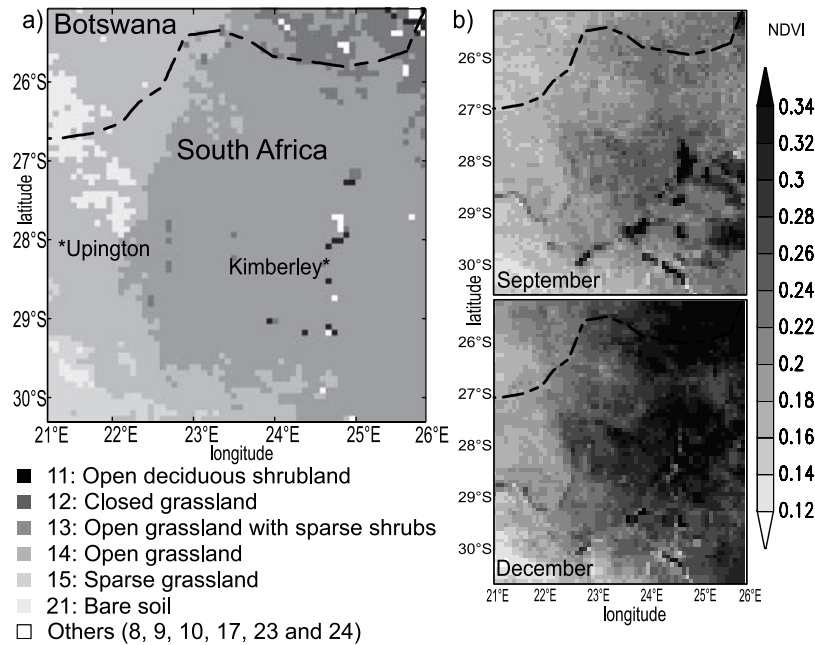 a)
Botswana
South Africa
*Upington
Kimberley*
latitude
26°S
27°S
28°S
29°S
30°S
21°E 22°E 23°E 24°E 25°E 26°E
longitude
11: Open deciduous shrubland
12: Closed grassland
13: Open grassland with sparse shrubs
14: Open grassland
15: Sparse grassland
21: Bare soil
Others (8, 9, 10, 17, 23 and 24)
b)
26°S
27°S
28°S
29°S
30°S
latitude
September
26°S
27°S
28°S
29°S
30°S
latitude
December
21°E 22°E 23°E 24°E 25°E 26°E
longitude
NDVI
0.34
0.32
0.3
0.28
0.26
0.24
0.22
0.2
0.18
0.16
0.14
0.12